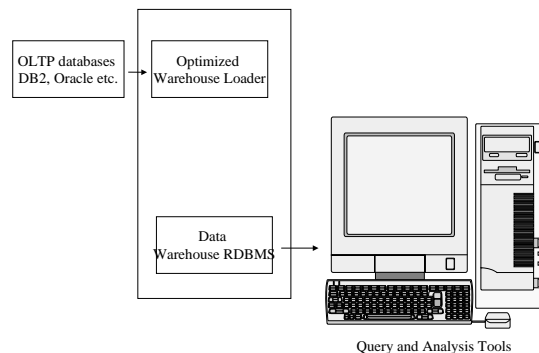 OLTP databases
DB2, Oracle etc.
Optimized
Warehouse Loader
Data
Warehouse RDBMS
Query and Analysis Tools